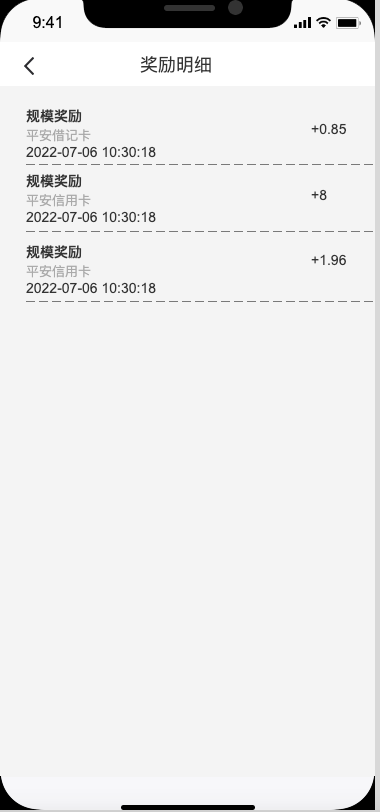 9:41
奖励明细
规模奖励
平安借记卡
+0.85
2022-07-06 10:30:18
规模奖励
平安信用卡
+8
2022-07-06 10:30:18
规模奖励
平安信用卡
+1.96
2022-07-06 10:30:18